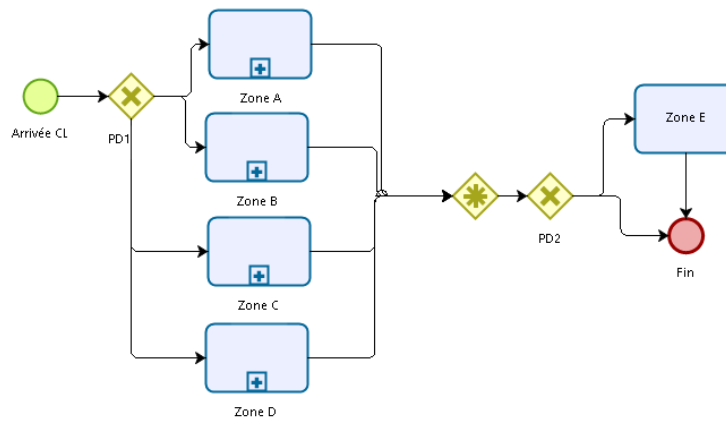 Zone A
Arrivée CL
PD1
Zone B
Zone E
PD2
Fin
Zone C
Zone D